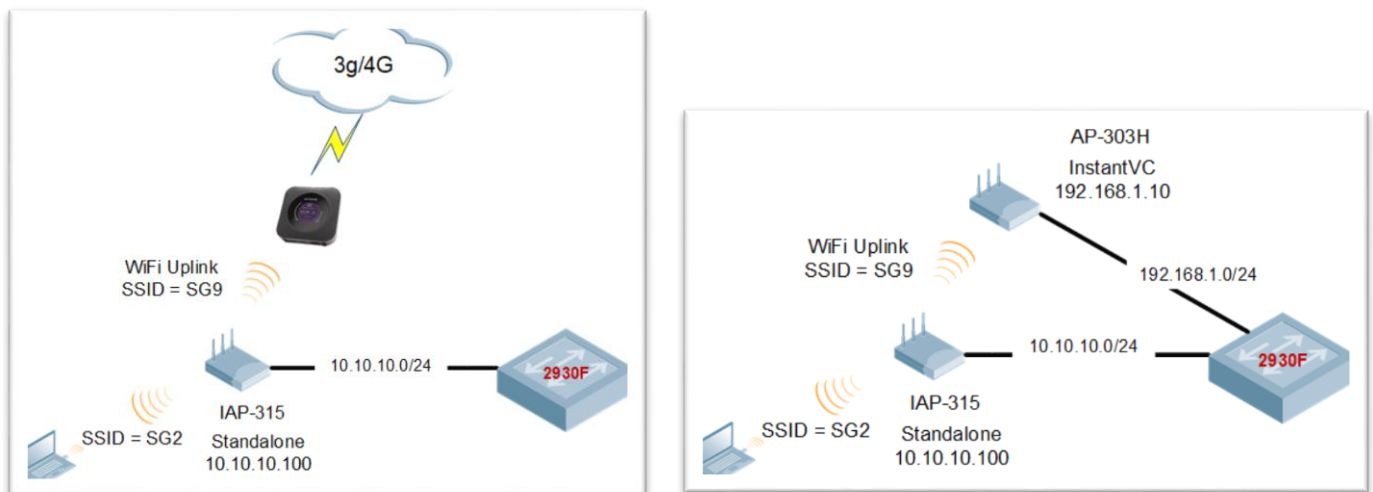 3g/4G
WiFi Uplink
SSID = SG9
10.10.10.0/24
2930F
IAP-315
SSID = SG2
Standalone
10.10.10.100
AP-303H
InstantVC
192.168.1.10
WiFi Uplink
SSID = SG9
192.168.1.0/24
10.10.10.0/24
2930F
IAP-315
SSID = SG2
Standalone
10.10.10.100